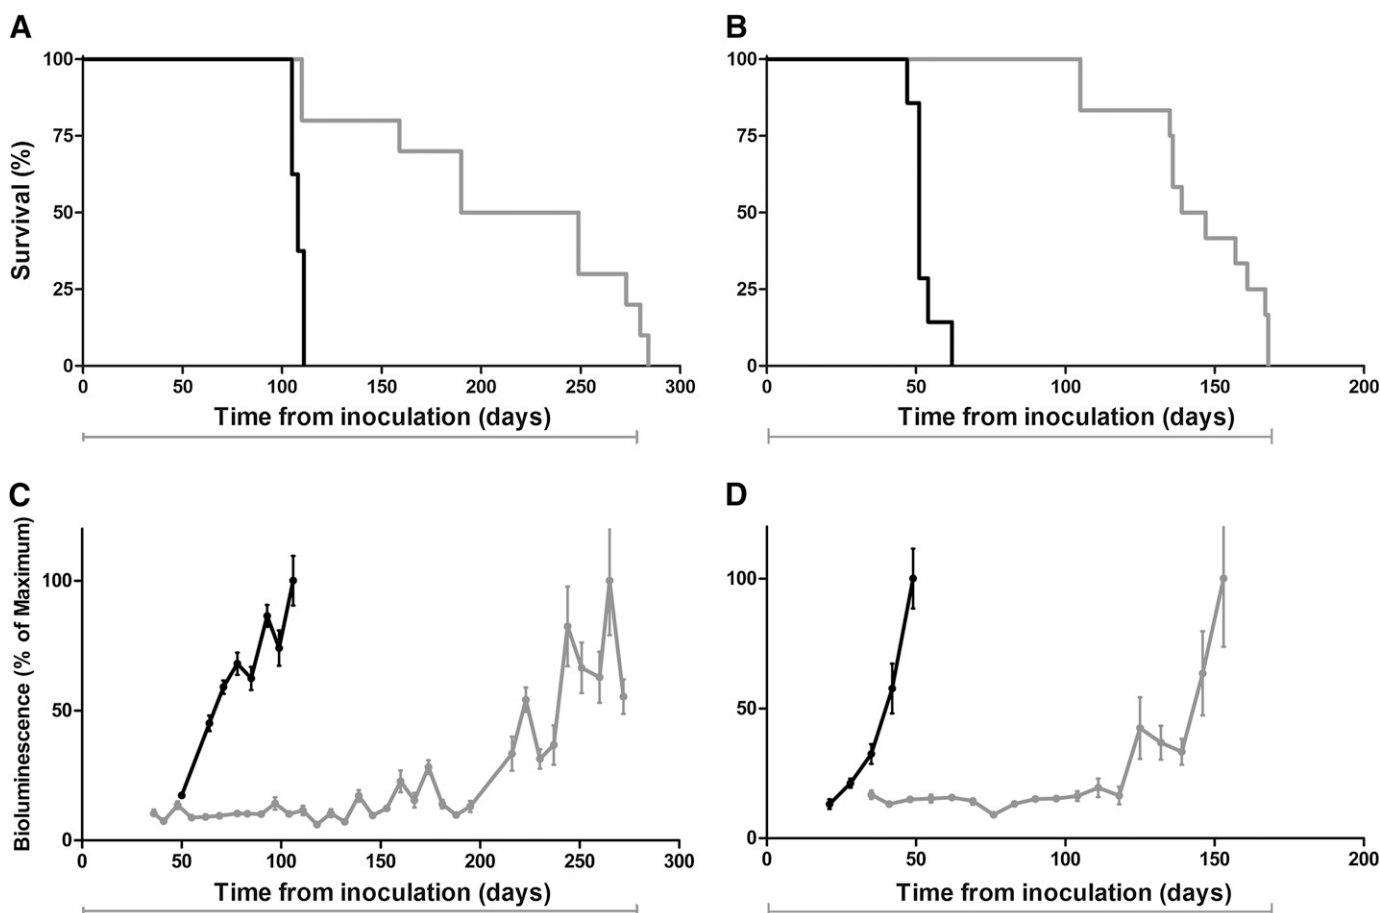 A
B
100
75
50
25
0
Survival (%)
0 50 100 150 200 250 300
Time from inoculation (days)
100
75
50
25
0
0 50 100 150 200
Time from inoculation (days)
C
D
Bioluminescence (% of Maximum)
100
50
0
0 50 100 150 200 250 300
Time from inoculation (days)
100
50
0
0 50 100 150 200
Time from inoculation (days)